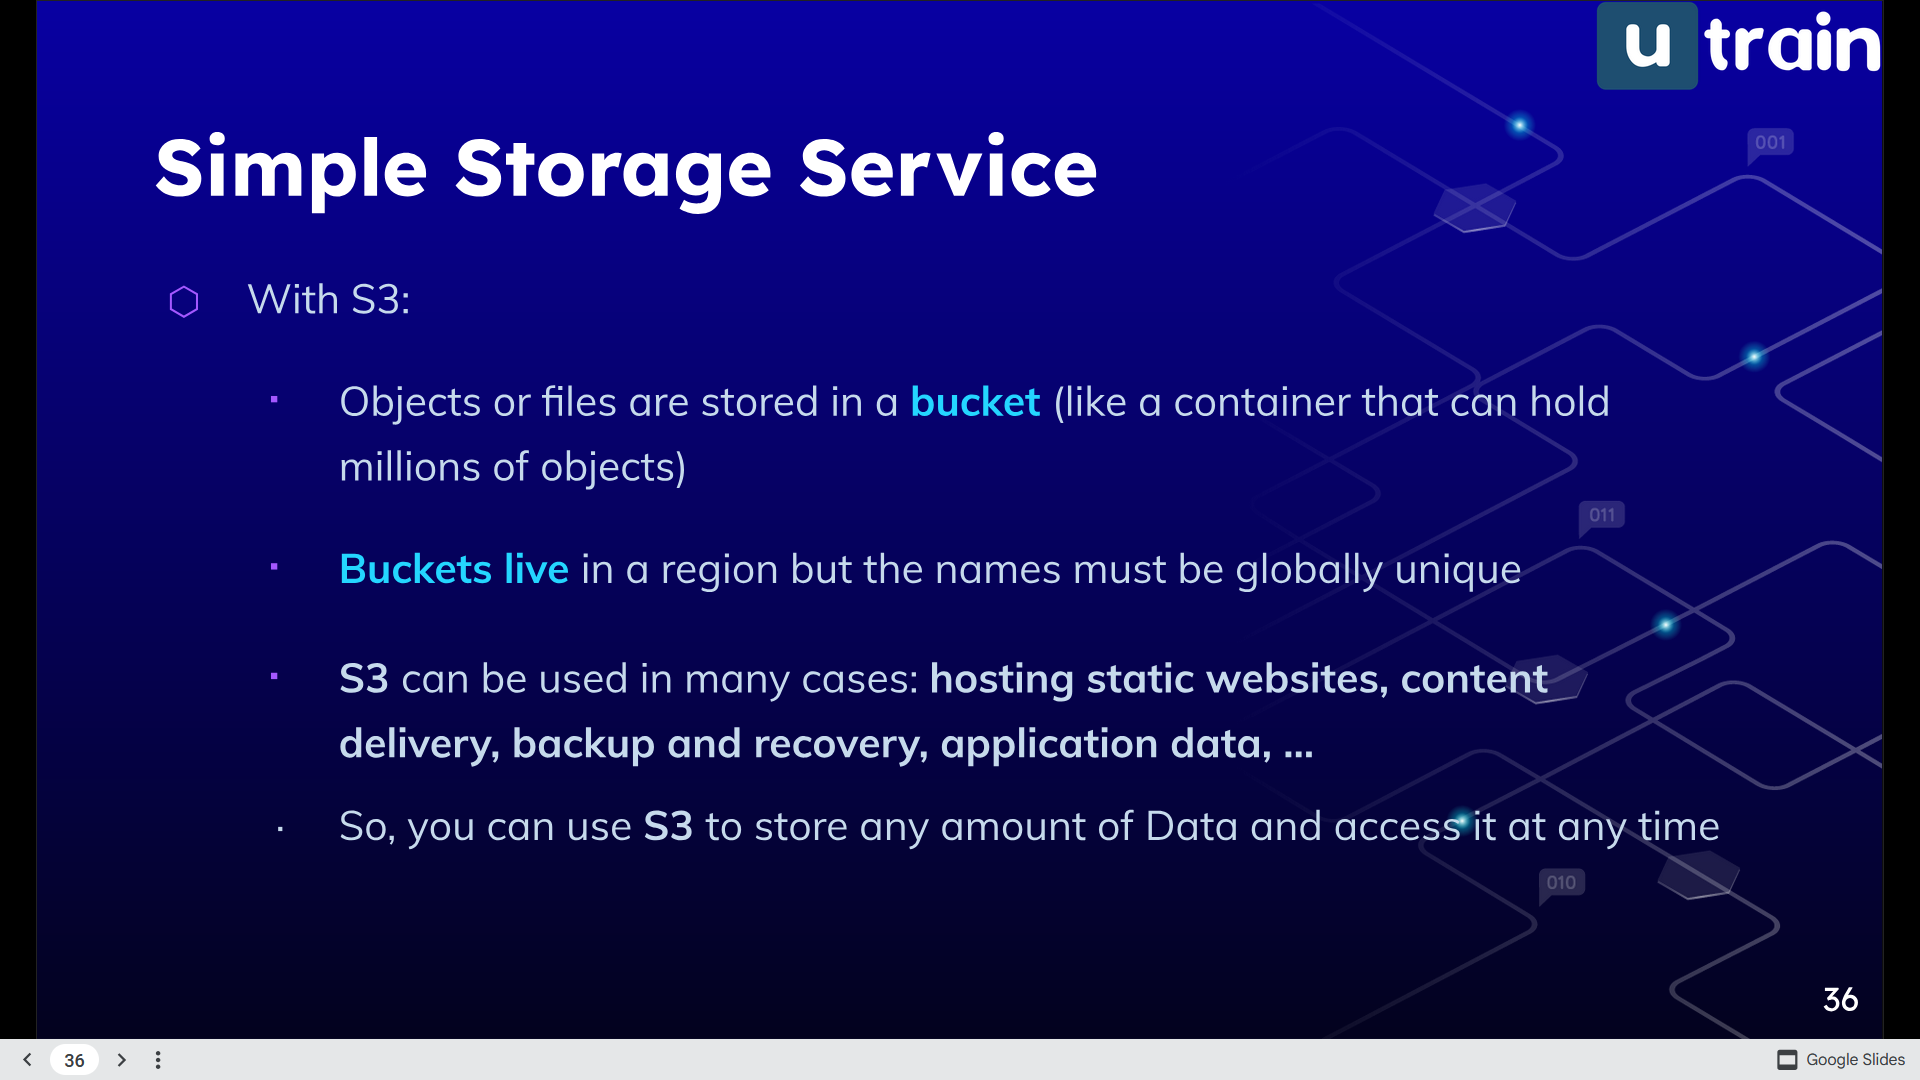 u train
001
Simple Storage Service
With S3:
Objects or files are stored in a bucket (like a container that can hold
millions of objects)
011
Buckets live in a region but the names must be globally unique
S3 can be used in many cases: hosting static websites, content
delivery, backup and recovery, application data, ...
So, you can use S3 to store any amount of Data and access it at any time
010
36
36
Google Slides